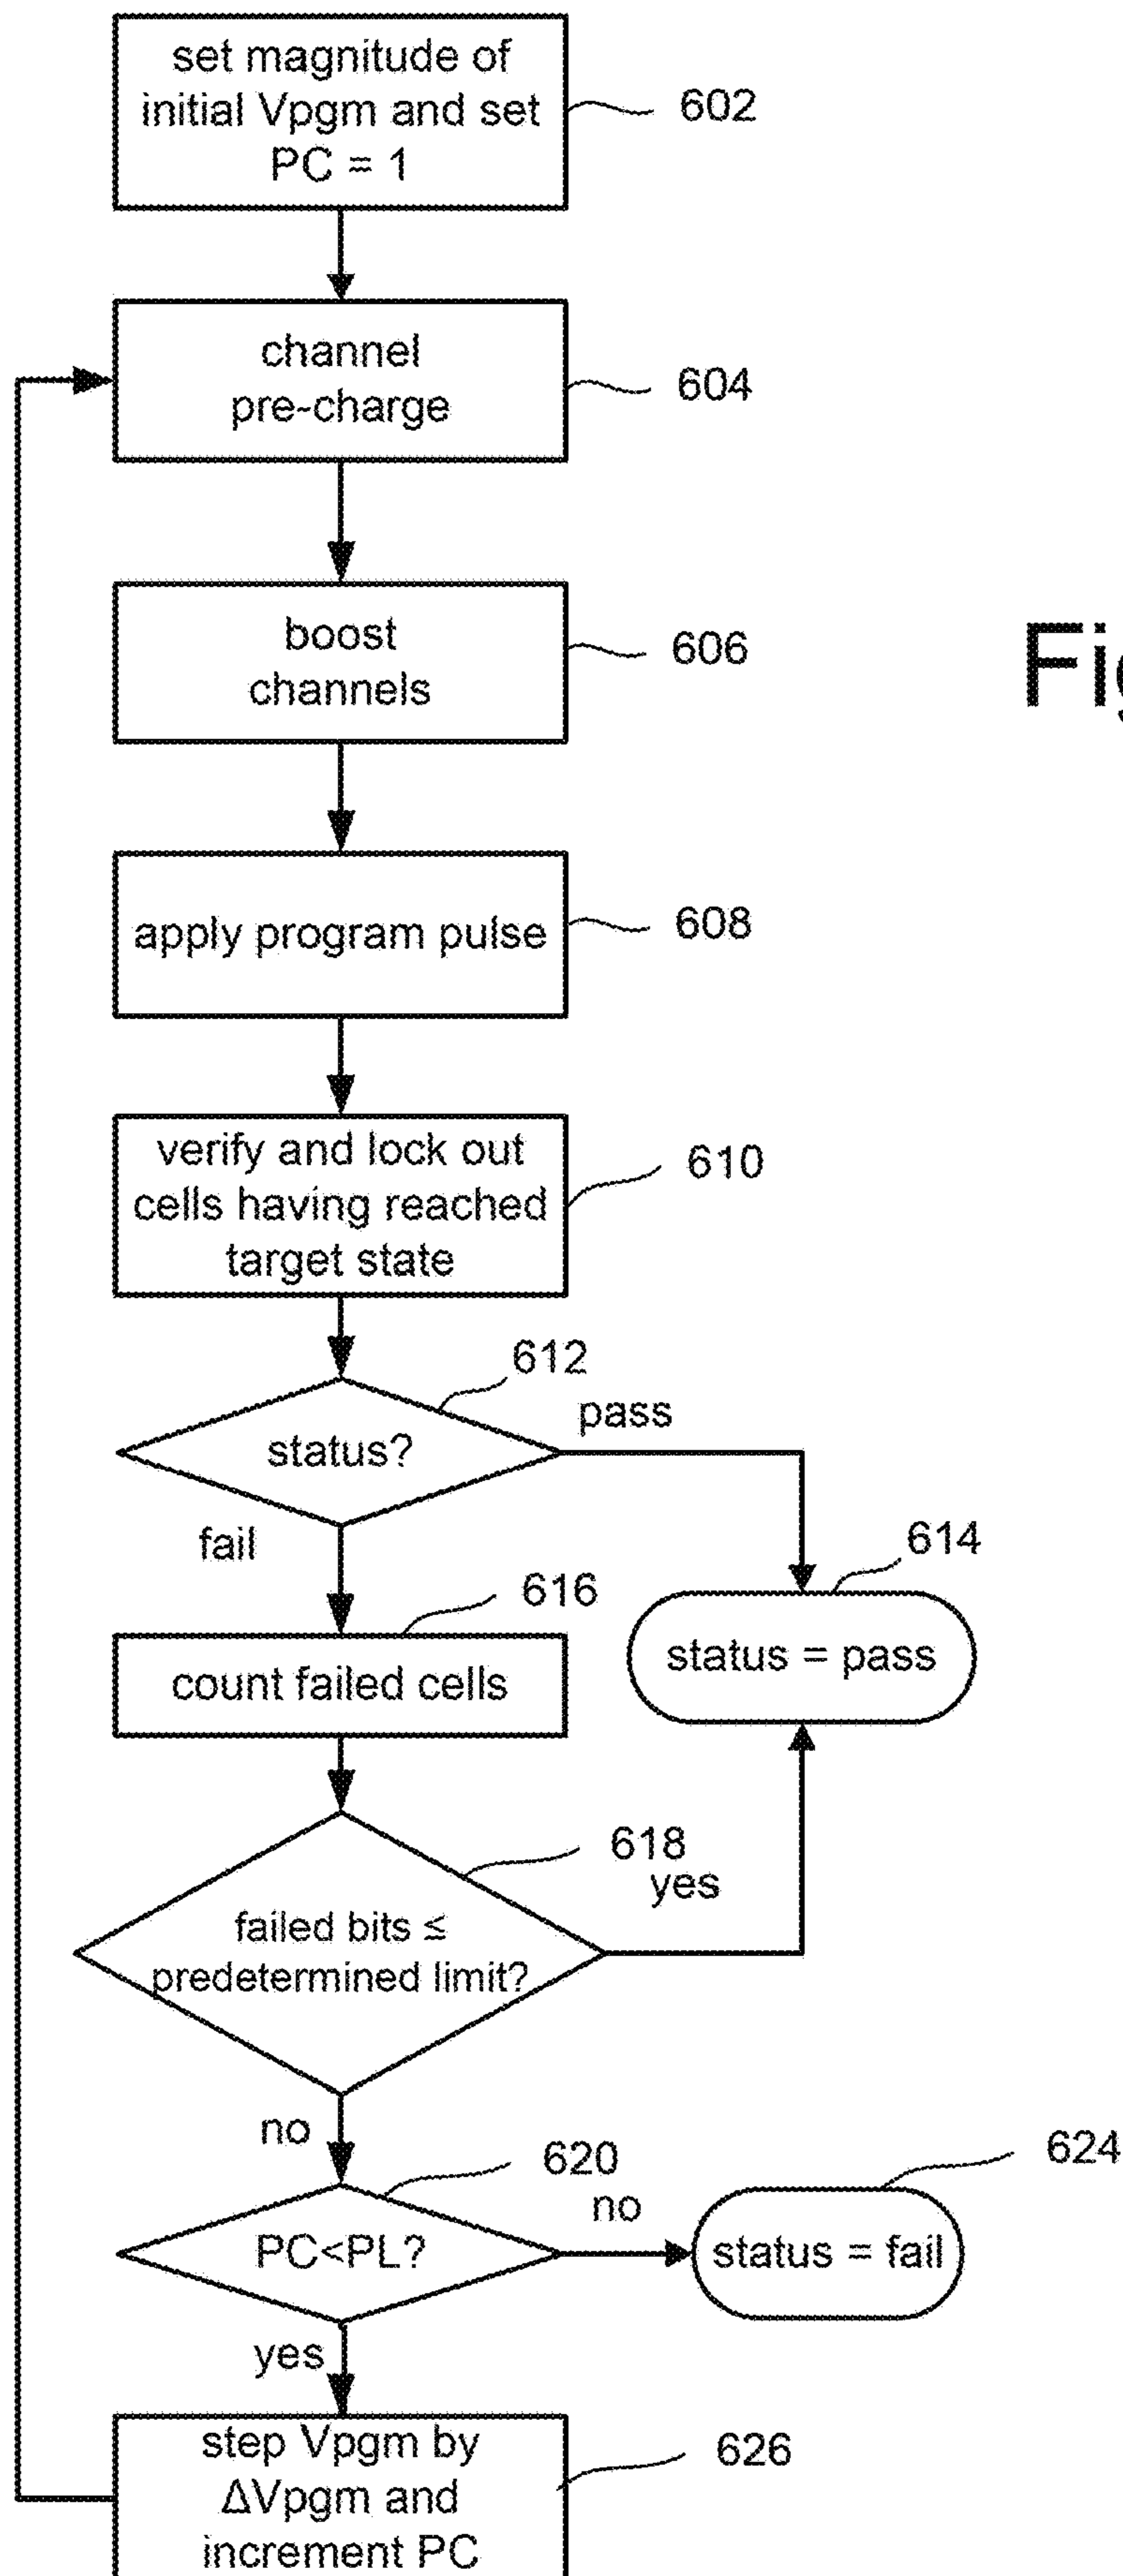 set magnitude of
initial Vpgm and set
PC = 1
602
channel
pre-charge
604
boost
channels
606
Fig
apply program pulse
608
verify and lock out
cells having reached
target state
610
612
status?
pass
fail
614
status = pass
616
count failed cells
618
yes
failed bits ≤
predetermined limit?
no
620
no
624
PC<PL?
status = fail
yes
step Vpgm by
ΔVpgm and
increment PC
626